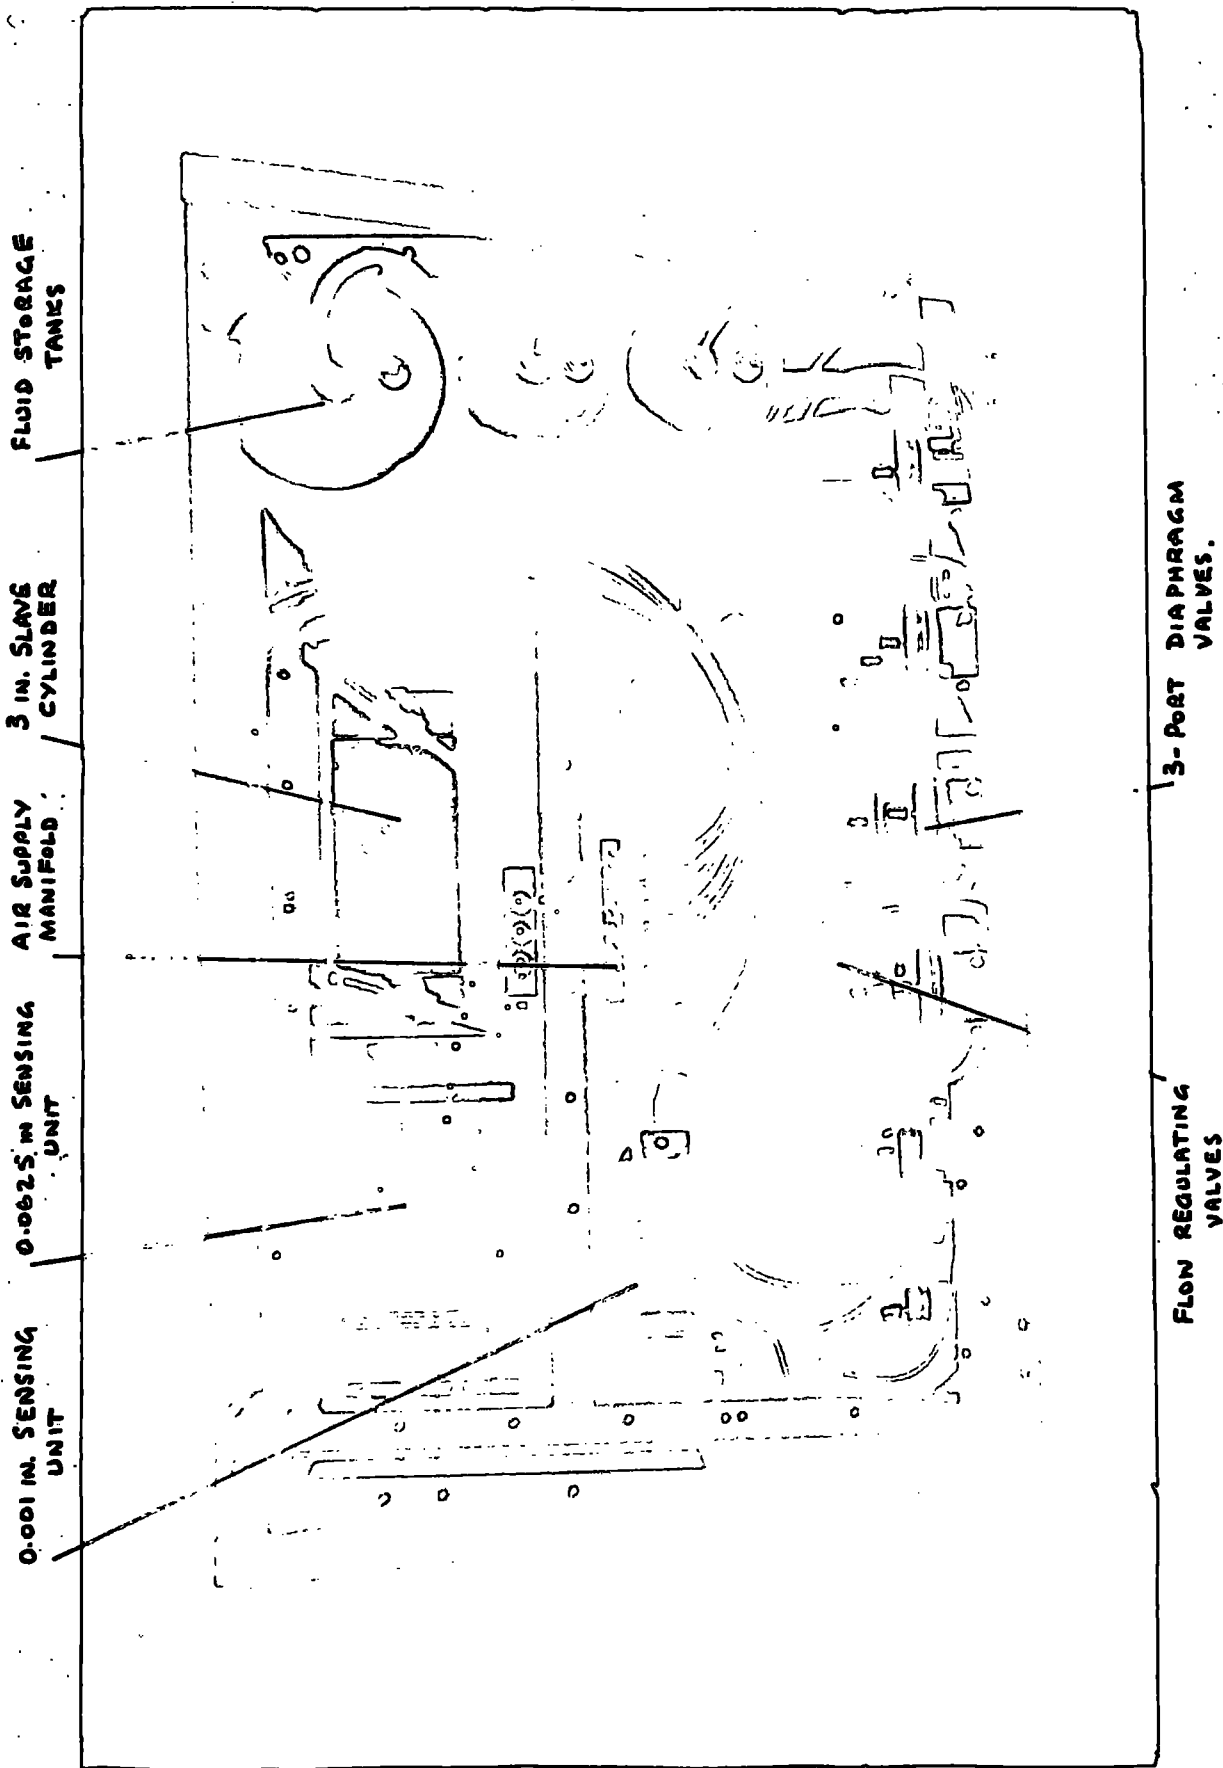 0.001 IN. SENSING
UNIT
0.0625 IN SENSING
UNIT
AIR SUPPLY
MANIFOLD
3 IN. SLAVE
CYLINDER
FLUID STORAGE
TANKS
FLOW REGULATING
VALVES
3-PORT DIAPHRAGM
VALVES.